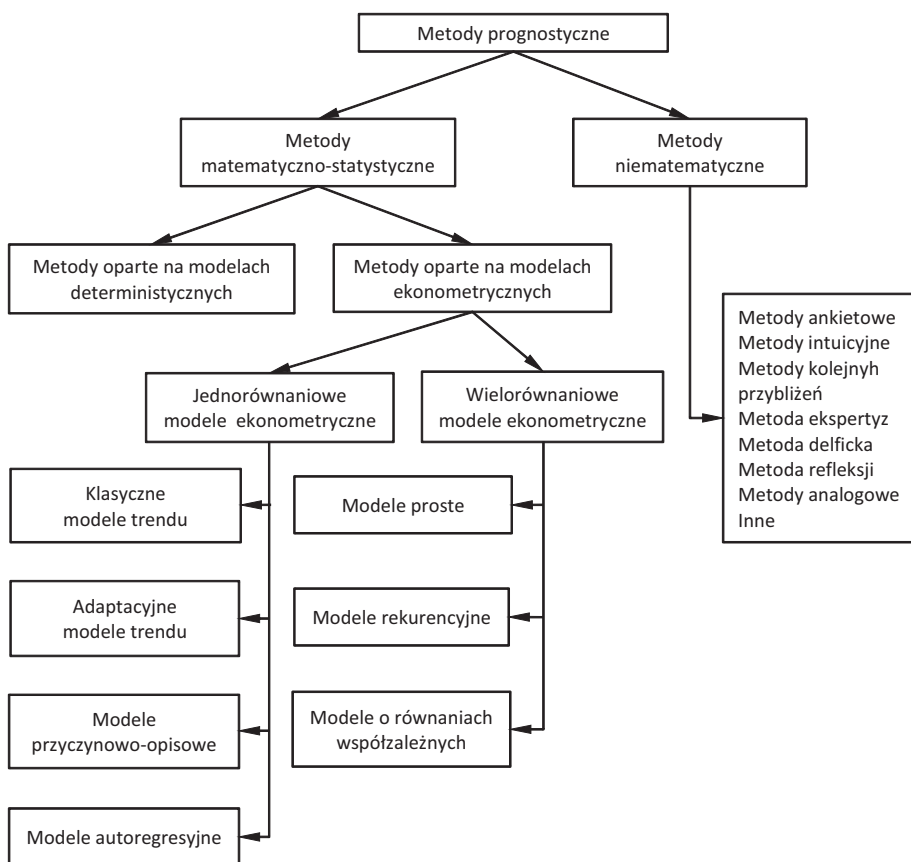 Metody prognostyczne
Metody
matematyczno-statystyczne
Metody
niematematyczne
Metody oparte na modelach
deterministycznych
Metody oparte na modelach
ekonometrycznych
Metody ankietowe
Metody intuicyjne
Metody kolejnyh
przybliżeń
Metoda ekspertyz
Metoda delficka
Metoda refleksji
Metody analogowe
Inne
Jednorównaniowe
modele ekonometryczne
Wielorównaniowe
modele ekonometryczne
Klasyczne
modele trendu
Modele proste
Adaptacyjne
modele trendu
Modele rekurencyjne
Modele
przyczynowo-opisowe
Modele o równaniach
współzależnych
Modele autoregresyjne